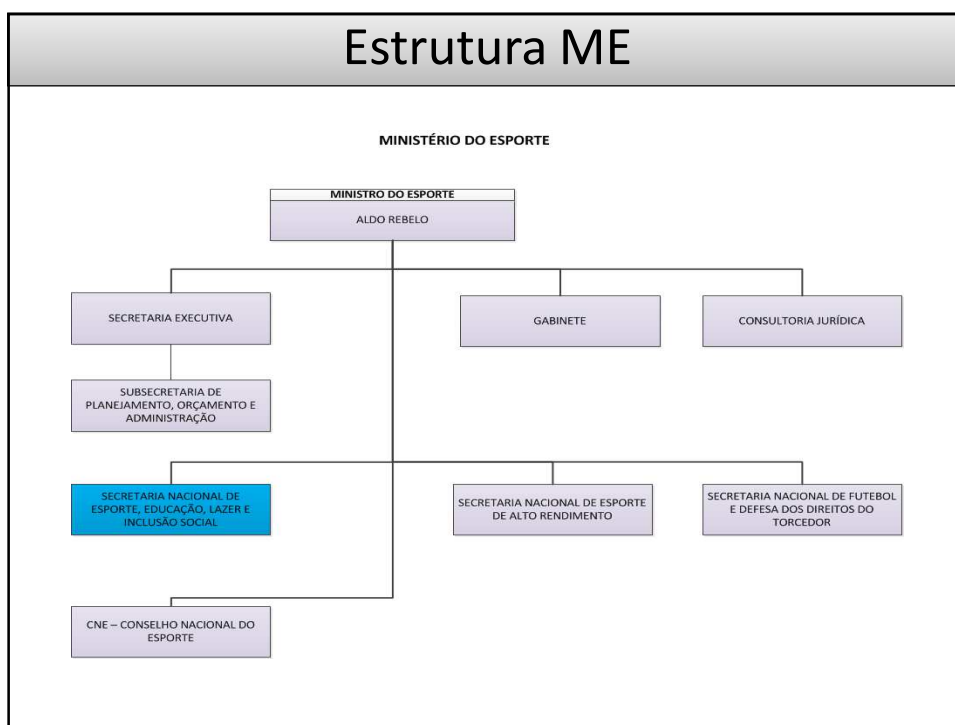 Estrutura ME
MINISTÉRIO DO ESPORTE
MINISTRO DO ESPORTE
ALDO REBELO
SECRETARIA EXECUTIVA
GABINETE
CONSULTORIA JURÍDICA
SUBSECRETARIA DE
PLANEJAMENTO, ORÇAMENTO E
ADMINISTRAÇÃO
SECRETARIA NACIONAL DE
ESPORTE, EDUCAÇÃO, LAZER E
INCLUSÃO SOCIAL
SECRETARIA NACIONAL DE ESPORTE
DE ALTO RENDIMENTO
SECRETARIA NACIONAL DE FUTEBOL
E DEFESA DOS DIREITOS DO
TORCEDOR
CNE – CONSELHO NACIONAL DO
ESPORTE